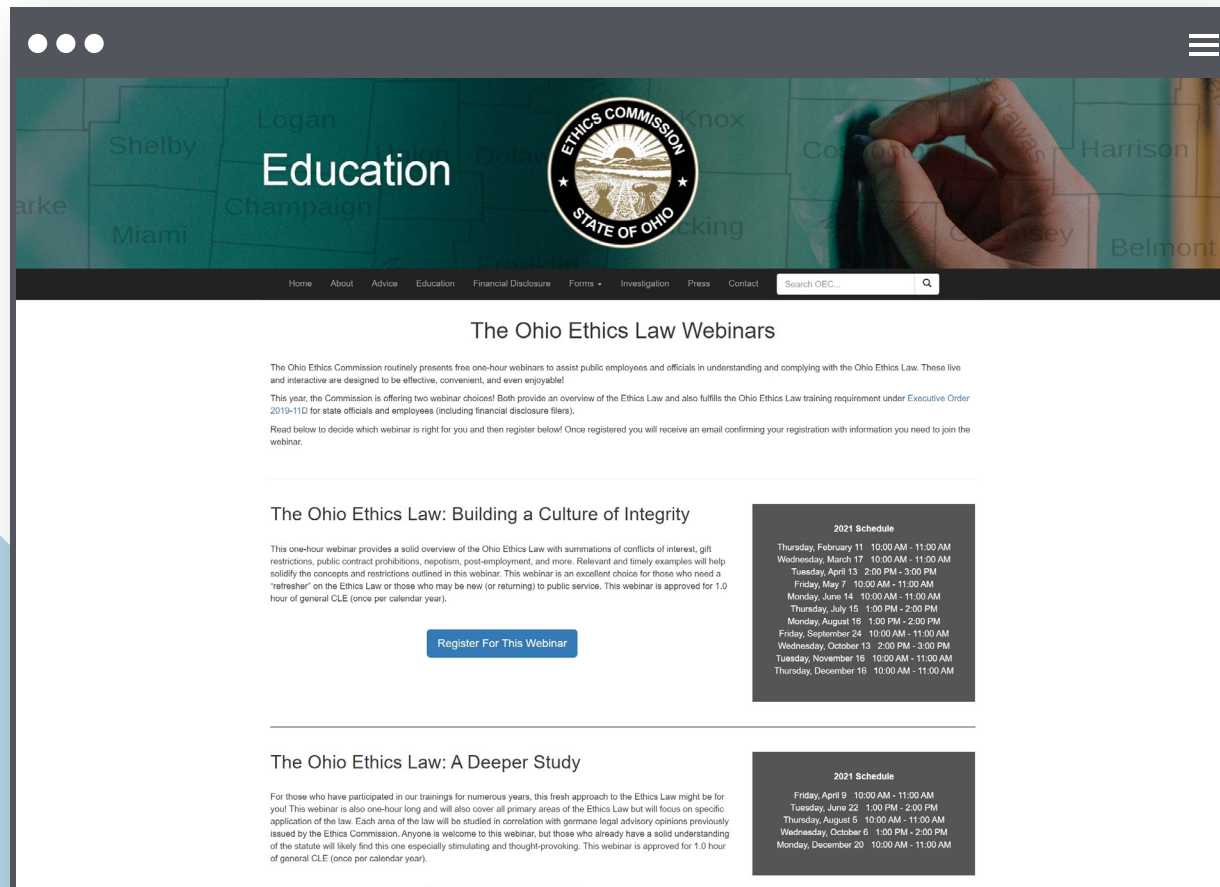 Shelby
Logan
Knox
Harrison
Education
arke
Champaign
Miami
Belmont
ETHICS COMMISSION
STATE OF OHIO
Home About Advice Education Financial Disclosure Forms Investigation Press Contact Search OEC...
The Ohio Ethics Law Webinars
The Ohio Ethics Commission routinely presents free one-hour webinars to assist public employees and officials in understanding and complying with the Ohio Ethics Law. These live
and interactive are designed to be effective, convenient, and even enjoyable!
This year, the Commission is offering two webinar choices! Both provide an overview of the Ethics Law and also fulfills the Ohio Ethics Law training requirement under Executive Order
2019-11D for state officials and employees (including financial disclosure filers).
Read below to decide which webinar is right for you and then register below! Once registered you will receive an email confirming your registration with information you need to join the
webinar.
The Ohio Ethics Law: Building a Culture of Integrity
This one-hour webinar provides a solid overview of the Ohio Ethics Law with summations of conflicts of interest, gift
restrictions, public contract prohibitions, nepotism, post-employment, and more. Relevant and timely examples will help
solidify the concepts and restrictions outlined in this webinar. This webinar is an excellent choice for those who need a
"refresher" on the Ethics Law or those who may be new (or returning) to public service. This webinar is approved for 1.0
hour of general CLE (once per calendar year).
Register For This Webinar
2021 Schedule
Thursday, February 11 10:00 AM - 11:00 AM
Wednesday, March 17 10:00 AM - 11:00 AM
Tuesday, April 13 2:00 PM - 3:00 PM
Friday, May 7 10:00 AM - 11:00 AM
Monday, June 14 10:00 AM - 11:00 AM
Thursday, July 15 1:00 PM - 2:00 PM
Monday, August 16 1:00 PM - 2:00 PM
Friday, September 24 10:00 AM - 11:00 AM
Wednesday, October 13 2:00 PM - 3:00 PM
Tuesday, November 16 10:00 AM - 11:00 AM
Thursday, December 16 10:00 AM - 11:00 AM
The Ohio Ethics Law: A Deeper Study
For those who have participated in our trainings for numerous years, this fresh approach to the Ethics Law might be for
you! This webinar is also one-hour long and will also cover all primary areas of the Ethics Law but will focus on specific
application of the law. Each area of the law will be studied in correlation with germane legal advisory opinions previously
issued by the Ethics Commission. Anyone is welcome to this webinar, but those who already have a solid understanding
of the statute will likely find this one especially stimulating and thought-provoking. This webinar is approved for 1.0 hour
of general CLE (once per calendar year).
2021 Schedule
Friday, April 9 10:00 AM - 11:00 AM
Tuesday, June 22 1:00 PM - 2:00 PM
Thursday, August 5 10:00 AM - 11:00 AM
Wednesday, October 6 1:00 PM - 2:00 PM
Monday, December 20 10:00 AM - 11:00 AM